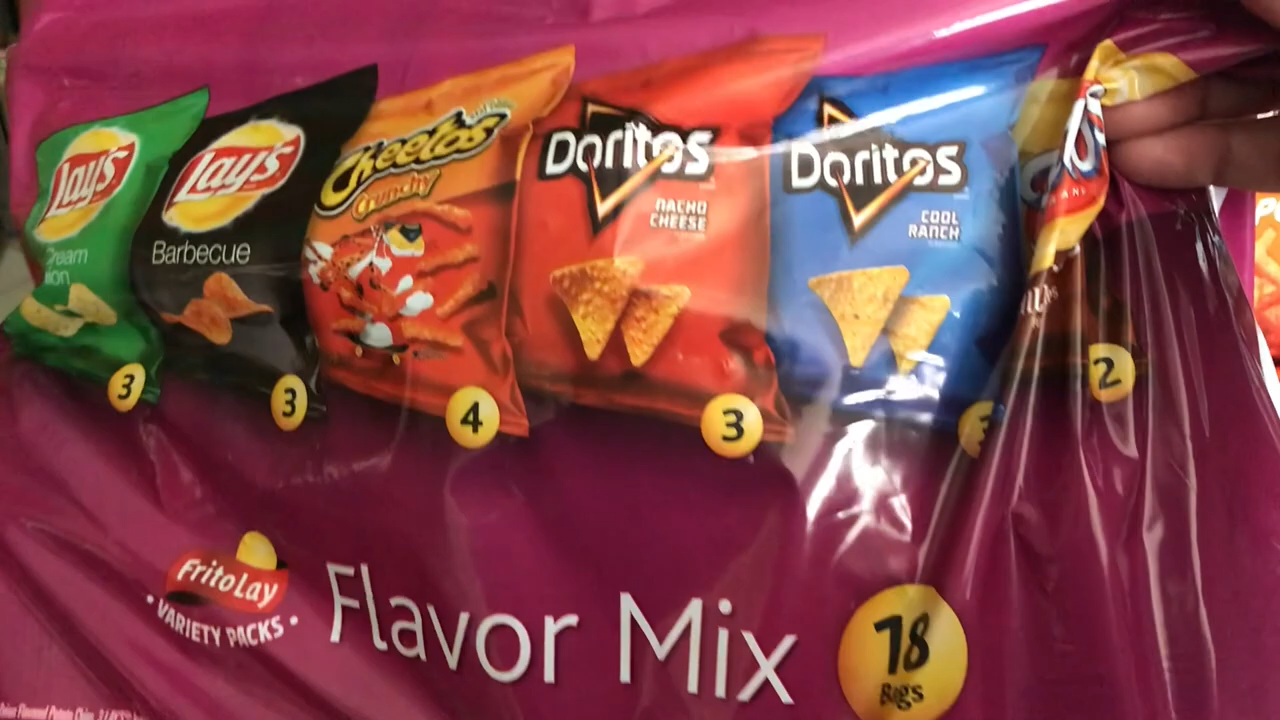 Lay's
Lay's
Barbecue
Cheetos
Crunchy
Doritos
NACHO
CHEESE
Doritos
COOL
RANCH
3
3
4
3
2
FritoLay
• VARIETY PACKS •
Flavor Mix
18
Bags